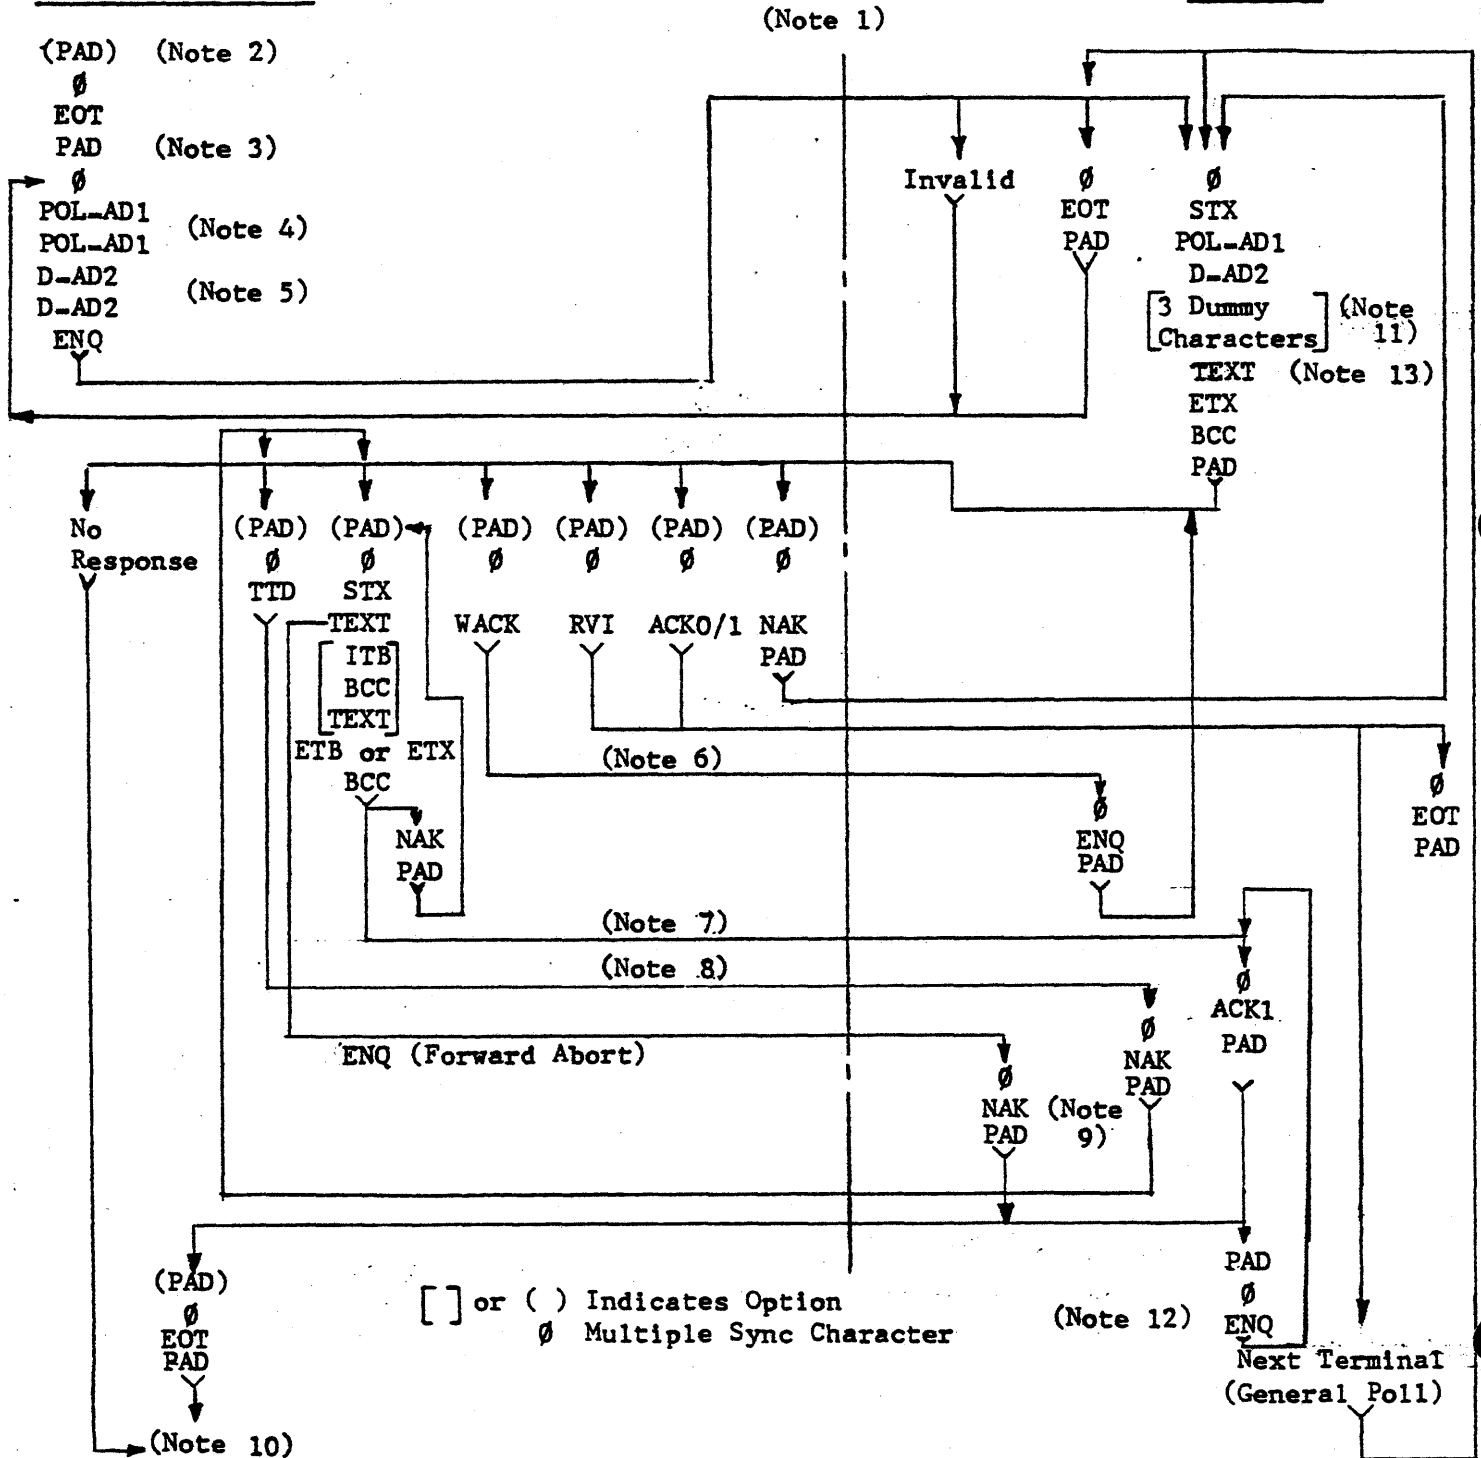 (Note 1)
(PAD) (Note 2)
Ø
EOT
PAD (Note 3)
Ø
POL-AD1
POL-AD1
(Note 4)
D-AD2
D-AD2
(Note 5)
ENQ
Invalid
Ø
EOT
PAD
Ø
STX
POL-AD1
D-AD2
[3 Dummy
Characters]
(Note
11)
TEXT (Note 13)
ETX
BCC
PAD
No
Response
(PAD)
Ø
TTD
(PAD)
Ø
STX
TEXT
[ITB
BCC
TEXT]
ETB or ETX
BCC
NAK
PAD
(PAD)
Ø
WACK
(PAD)
Ø
RVI
(PAD)
Ø
ACK0/1
(PAD)
Ø
NAK
PAD
(Note 6)
Ø
ENQ
PAD
Ø
EOT
PAD
(Note 7)
(Note 8)
Ø
ACK1
PAD
Ø
NAK
PAD
ENQ (Forward Abort)
Ø
NAK
PAD
(Note
9)
(PAD)
Ø
EOT
PAD
(Note 10)
[ ] or ( ) Indicates Option
Ø Multiple Sync Character
(Note 12)
PAD
Ø
ENQ
Next Terminal
(General Poll)